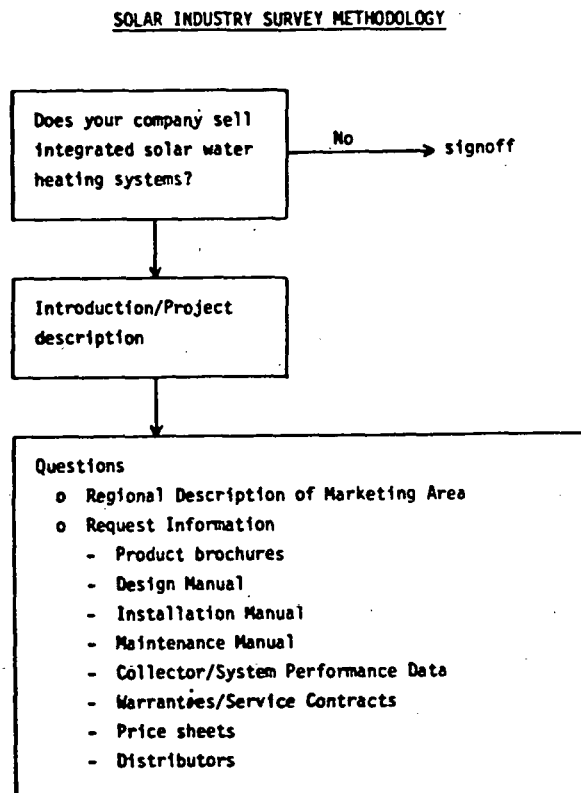 SOLAR INDUSTRY SURVEY METHODOLOGY
Does your company sell
integrated solar water
heating systems?
No
signoff
Introduction/Project
description
Questions
o Regional Description of Marketing Area
o Request Information
- Product brochures
- Design Manual
- Installation Manual
- Maintenance Manual
- Collector/System Performance Data
- Warranties/Service Contracts
- Price sheets
- Distributors